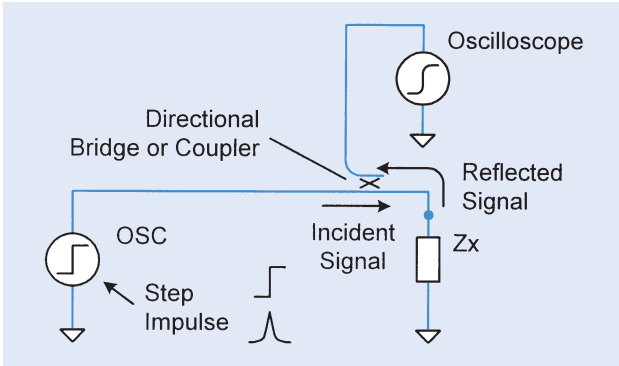 Oscilloscope
Directional
Bridge or Coupler
Reflected
Signal
OSC
Incident
Signal
Zx
Step
Impulse